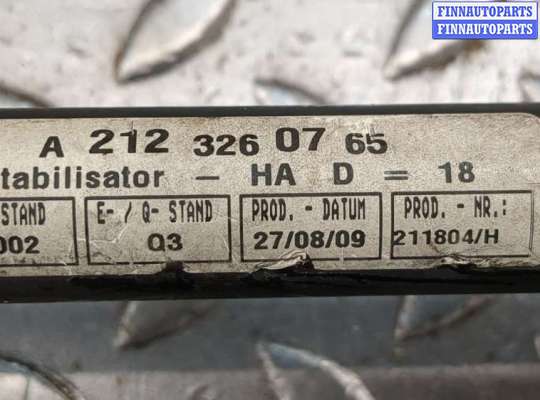 FINNAUTOPARTS
FINNAUTOPARTS
A 212 326 07 65
tabilisator - HA D = 18
STAND E- / Q- STAND PROD. - DATUM PROD. - NR.:
002 Q3 27/08/09 211804/H